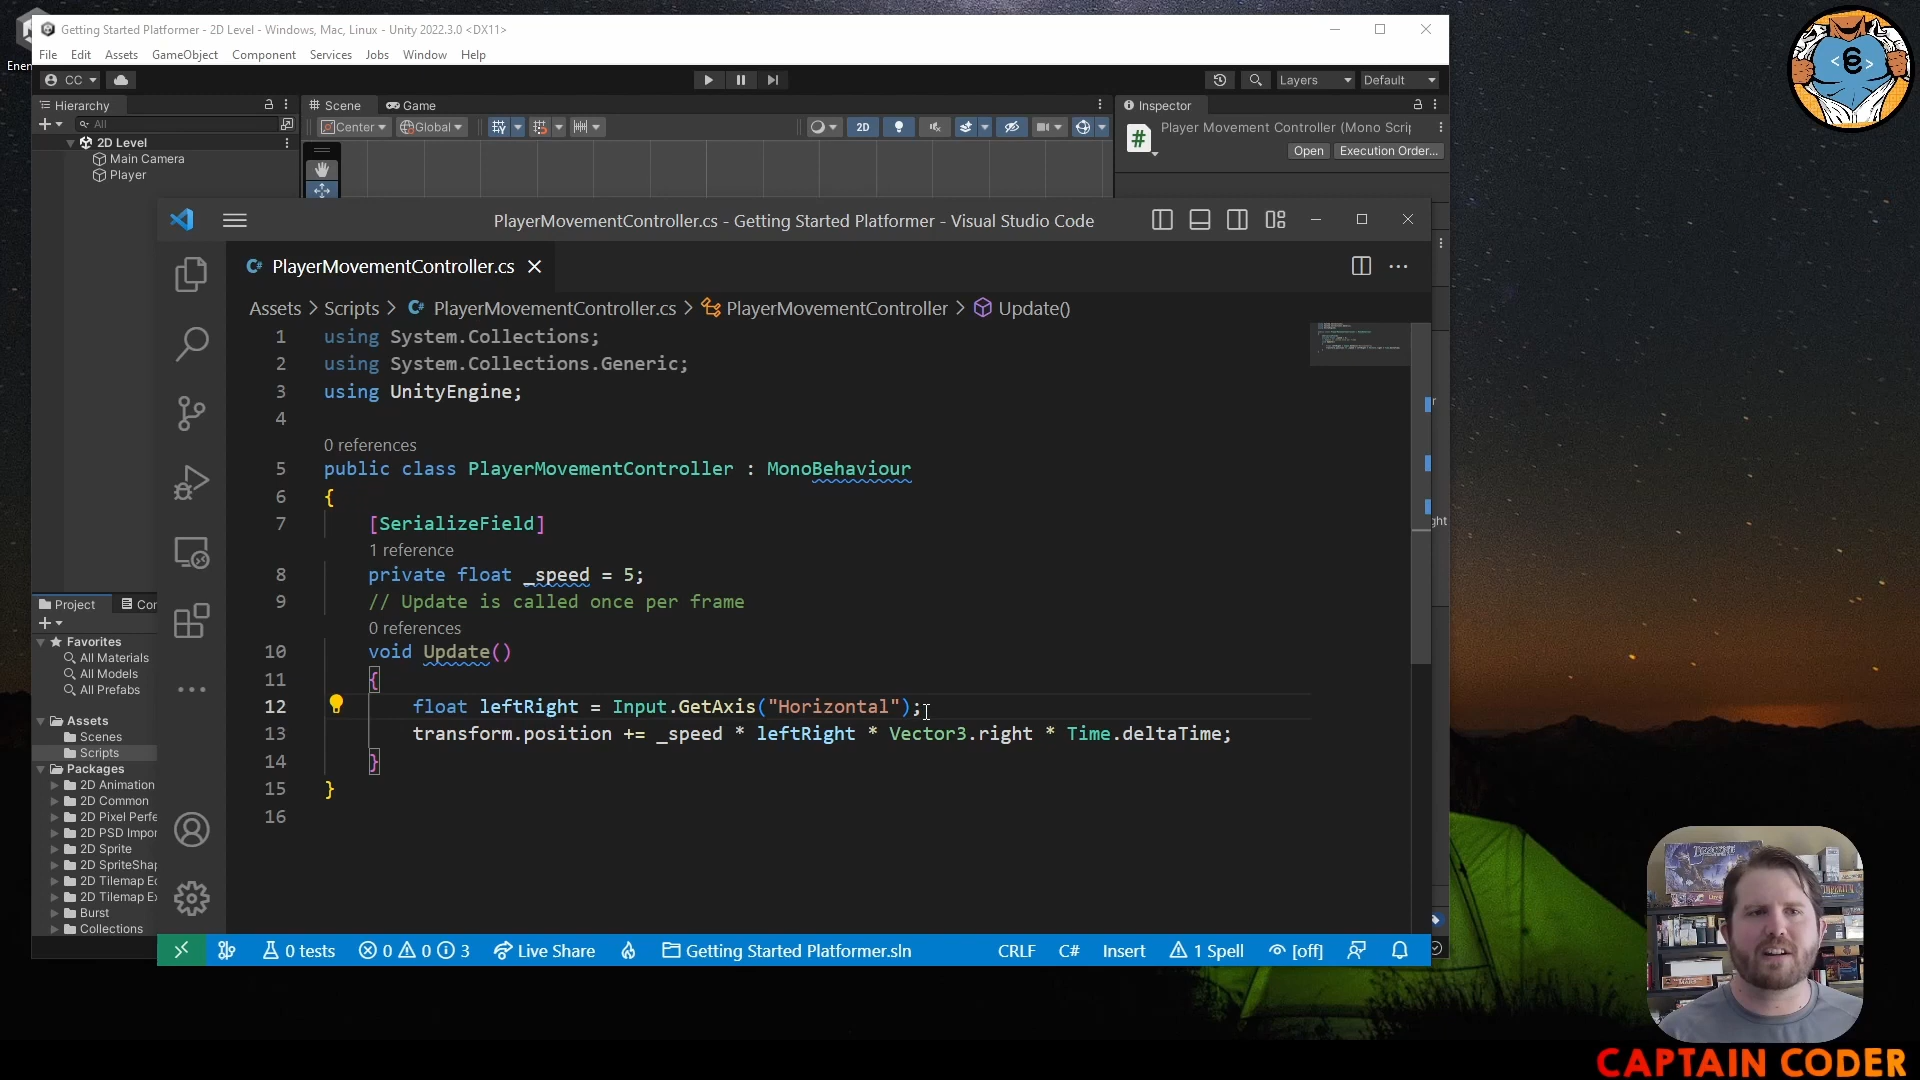 Getting Started Platformer - 2D Level - Windows, Mac, Linux - Unity 2022.3.0 <DX11>
File Edit Assets GameObject Component Services Jobs Window Help
CC Layers Default
Hierarchy Scene Game Inspector
All Center Global 2D Player Movement Controller (Mono Scrip
2D Level Open Execution Order...
Main Camera
Player
PlayerMovementController.cs - Getting Started Platformer - Visual Studio Code
PlayerMovementController.cs
Assets > Scripts > PlayerMovementController.cs > PlayerMovementController > Update()
1 using System.Collections;
2 using System.Collections.Generic;
3 using UnityEngine;
4
0 references
5 public class PlayerMovementController : MonoBehaviour
6 {
7 [SerializeField]
1 reference
8 private float _speed = 5;
9 // Update is called once per frame
0 references
10 void Update()
11 {
12 float leftRight = Input.GetAxis("Horizontal");
13 transform.position += _speed * leftRight * Vector3.right * Time.deltaTime;
14 }
15 }
16
Project Con
Favorites
All Materials
All Models
All Prefabs
Assets
Scenes
Scripts
Packages
2D Animation
2D Common
2D Pixel Perfe
2D PSD Impor
2D Sprite
2D SpriteShap
2D Tilemap Ec
2D Tilemap Ex
Burst
Collections
0 tests 0 0 3 Live Share Getting Started Platformer.sln CRLF C# Insert 1 Spell [off]
CAPTAIN CODER